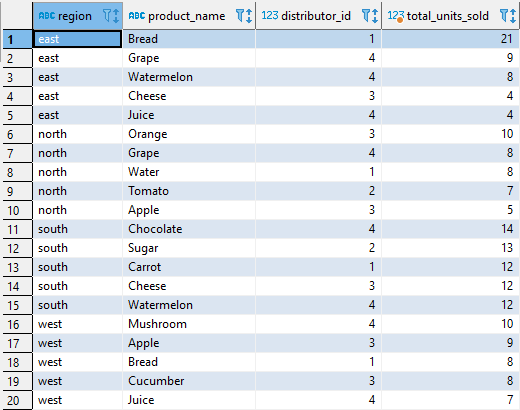 ABC region ABC product_name 123 distributor_id 123 total_units_sold
1 east Bread 1 21
2 east Grape 4 9
3 east Watermelon 4 8
4 east Cheese 3 4
5 east Juice 4 4
6 north Orange 3 10
7 north Grape 4 8
8 north Water 1 8
9 north Tomato 2 7
10 north Apple 3 5
11 south Chocolate 4 14
12 south Sugar 2 13
13 south Carrot 1 12
14 south Cheese 3 12
15 south Watermelon 4 12
16 west Mushroom 4 10
17 west Apple 3 9
18 west Bread 1 8
19 west Cucumber 3 8
20 west Juice 4 7